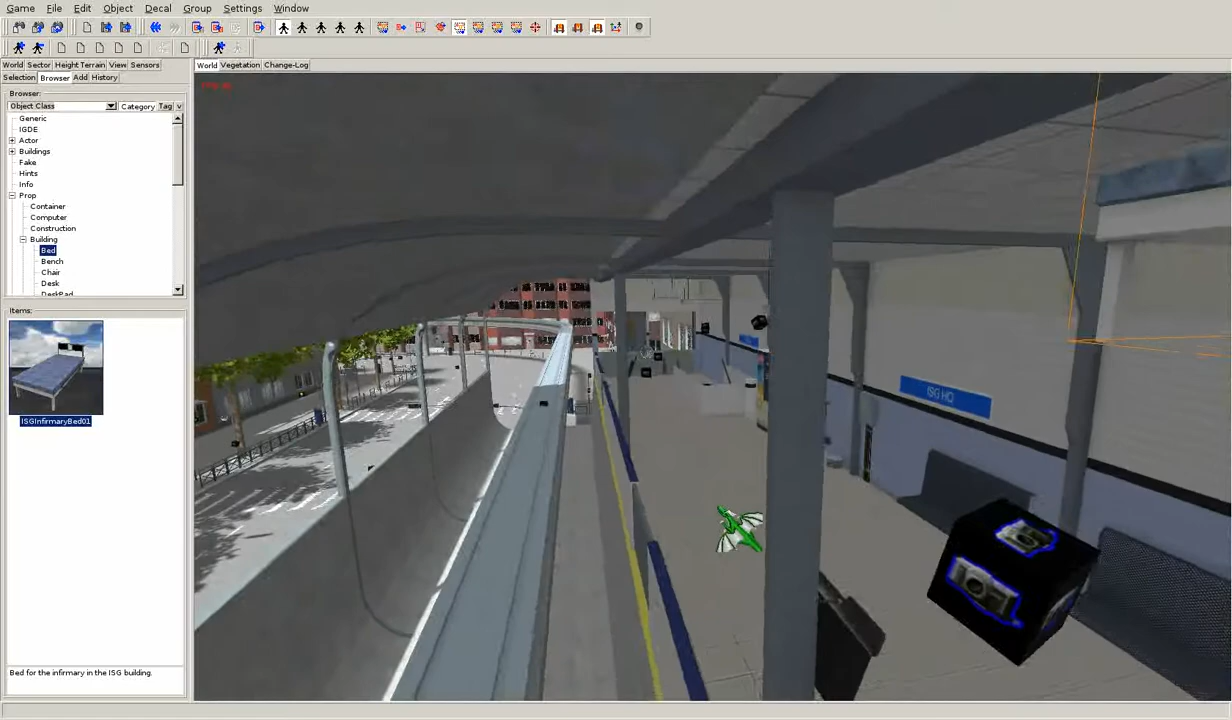 Game File Edit Object Decal Group Settings Window
World Sector Height Terrain View Sensors
Selection Browser Add History
World Vegetation Change-Log
Browser:
Object Class Category Tag v
Generic
IGDE
Actor
Buildings
Fake
Hints
Info
Prop
Container
Computer
Construction
Building
Bed
Bench
Chair
Desk
DeskPad
Items:
ISGInfirmaryBed01
Bed for the infirmary in the ISG building.
ISG HQ